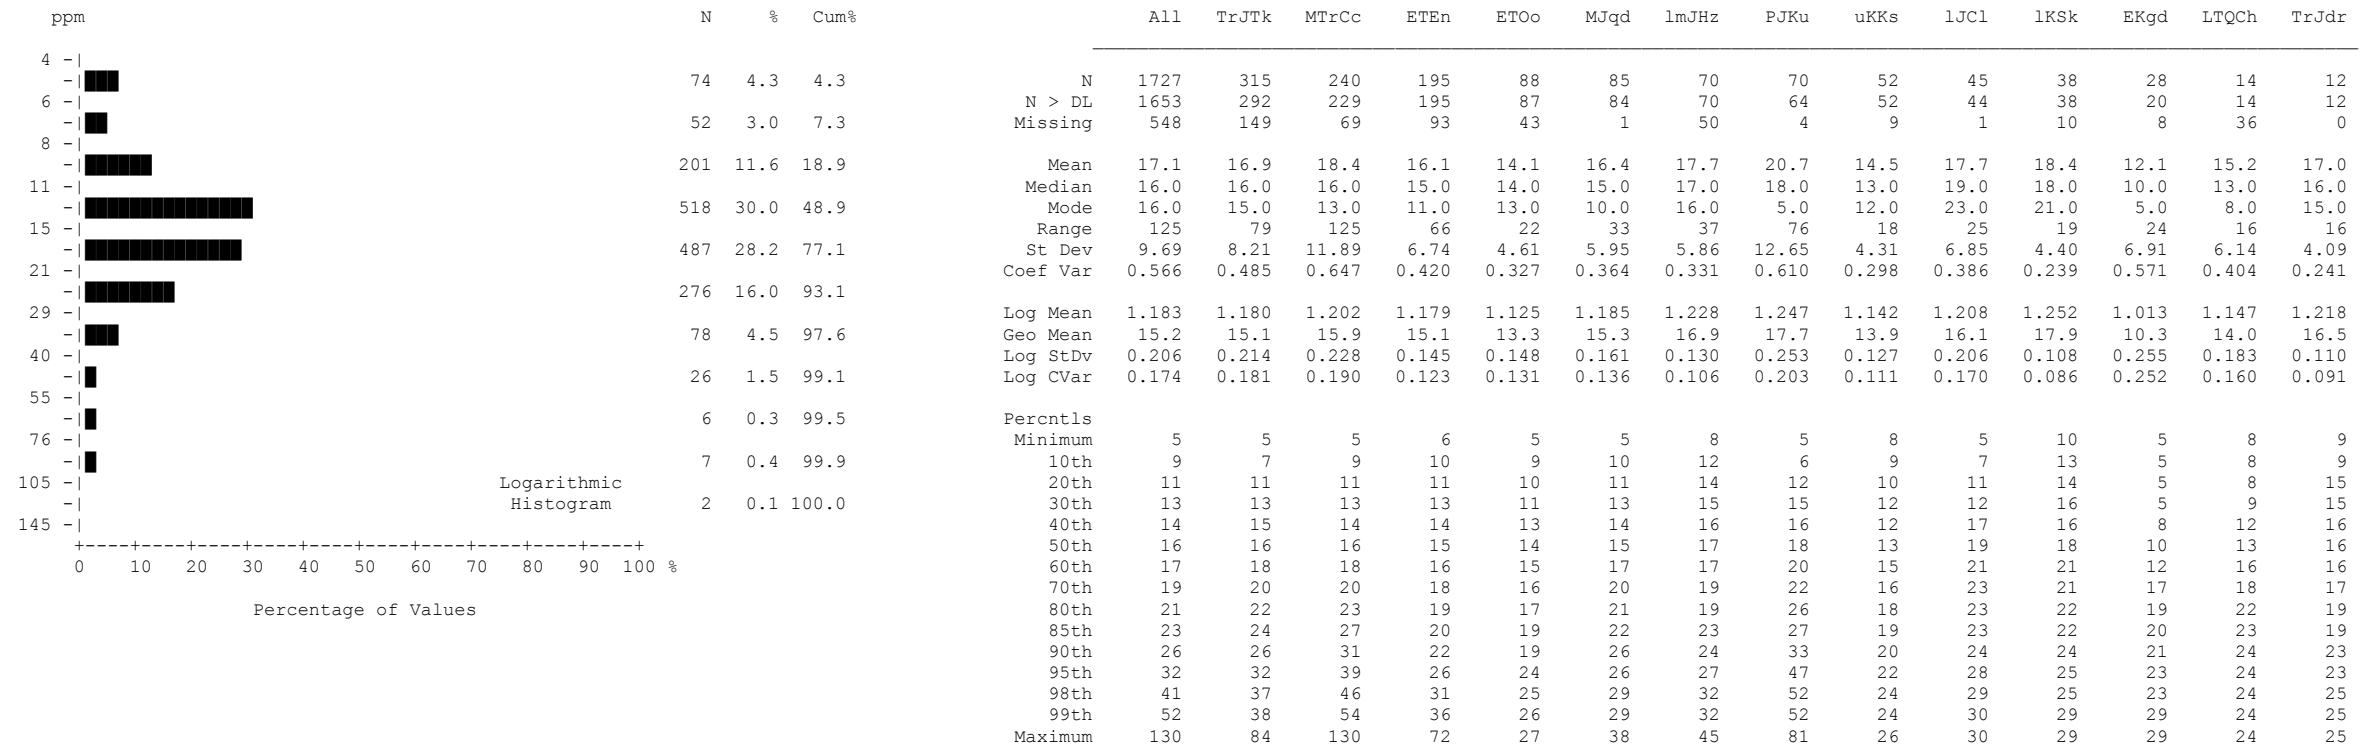 ppm N % Cum% All TrJTk MTrCc ETEn ETOo MJqd lmJHz PJKu uKKs lJCl lKSk EKgd LTQCh TrJdr
4 -|
-| 74 4.3 4.3 N 1727 315 240 195 88 85 70 70 52 45 38 28 14 12
6 -| N > DL 1653 292 229 195 87 84 70 64 52 44 38 20 14 12
-| 52 3.0 7.3 Missing 548 149 69 93 43 1 50 4 9 1 10 8 36 0
8 -|
-| 201 11.6 18.9 Mean 17.1 16.9 18.4 16.1 14.1 16.4 17.7 20.7 14.5 17.7 18.4 12.1 15.2 17.0
11 -| Median 16.0 16.0 16.0 15.0 14.0 15.0 17.0 18.0 13.0 19.0 18.0 10.0 13.0 16.0
-| 518 30.0 48.9 Mode 16.0 15.0 13.0 11.0 13.0 10.0 16.0 5.0 12.0 23.0 21.0 5.0 8.0 15.0
15 -| Range 125 79 125 66 22 33 37 76 18 25 19 24 16 16
-| 487 28.2 77.1 St Dev 9.69 8.21 11.89 6.74 4.61 5.95 5.86 12.65 4.31 6.85 4.40 6.91 6.14 4.09
21 -| Coef Var 0.566 0.485 0.647 0.420 0.327 0.364 0.331 0.610 0.298 0.386 0.239 0.571 0.404 0.241
-| 276 16.0 93.1
29 -| Log Mean 1.183 1.180 1.202 1.179 1.125 1.185 1.228 1.247 1.142 1.208 1.252 1.013 1.147 1.218
-| 78 4.5 97.6 Geo Mean 15.2 15.1 15.9 15.1 13.3 15.3 16.9 17.7 13.9 16.1 17.9 10.3 14.0 16.5
40 -| Log StDv 0.206 0.214 0.228 0.145 0.148 0.161 0.130 0.253 0.127 0.206 0.108 0.255 0.183 0.110
-| 26 1.5 99.1 Log CVar 0.174 0.181 0.190 0.123 0.131 0.136 0.106 0.203 0.111 0.170 0.086 0.252 0.160 0.091
55 -|
-| 6 0.3 99.5 Percntls
76 -| Minimum 5 5 5 6 5 5 8 5 8 5 10 5 8 9
-| 7 0.4 99.9 10th 9 7 9 10 9 10 12 6 9 7 13 5 8 9
105 -| Logarithmic 20th 11 11 11 11 10 11 14 12 10 11 14 5 8 15
-| Histogram 2 0.1 100.0 30th 13 13 13 12 11 13 15 15 12 12 16 5 9 15
145 -| 40th 14 15 14 14 13 14 16 16 12 17 16 8 12 16
+----+----+----+----+----+----+----+----+----+----+ 50th 16 16 16 15 14 15 17 18 13 19 18 10 13 16
0 10 20 30 40 50 60 70 80 90 100 % 60th 17 18 18 16 15 17 17 20 15 21 21 12 16 16
70th 19 20 20 18 16 20 19 22 16 23 21 17 18 17
Percentage of Values 80th 21 22 23 19 17 21 19 26 18 23 22 19 22 19
85th 23 24 27 20 19 22 23 27 19 23 22 20 23 19
90th 26 26 31 22 19 26 24 33 20 24 24 21 24 23
95th 32 32 39 26 24 26 27 47 22 28 25 23 24 23
98th 41 37 46 31 25 29 32 52 24 29 25 23 24 25
99th 52 38 54 36 26 29 32 52 24 30 29 29 24 25
Maximum 130 84 130 72 27 38 45 81 26 30 29 29 24 25